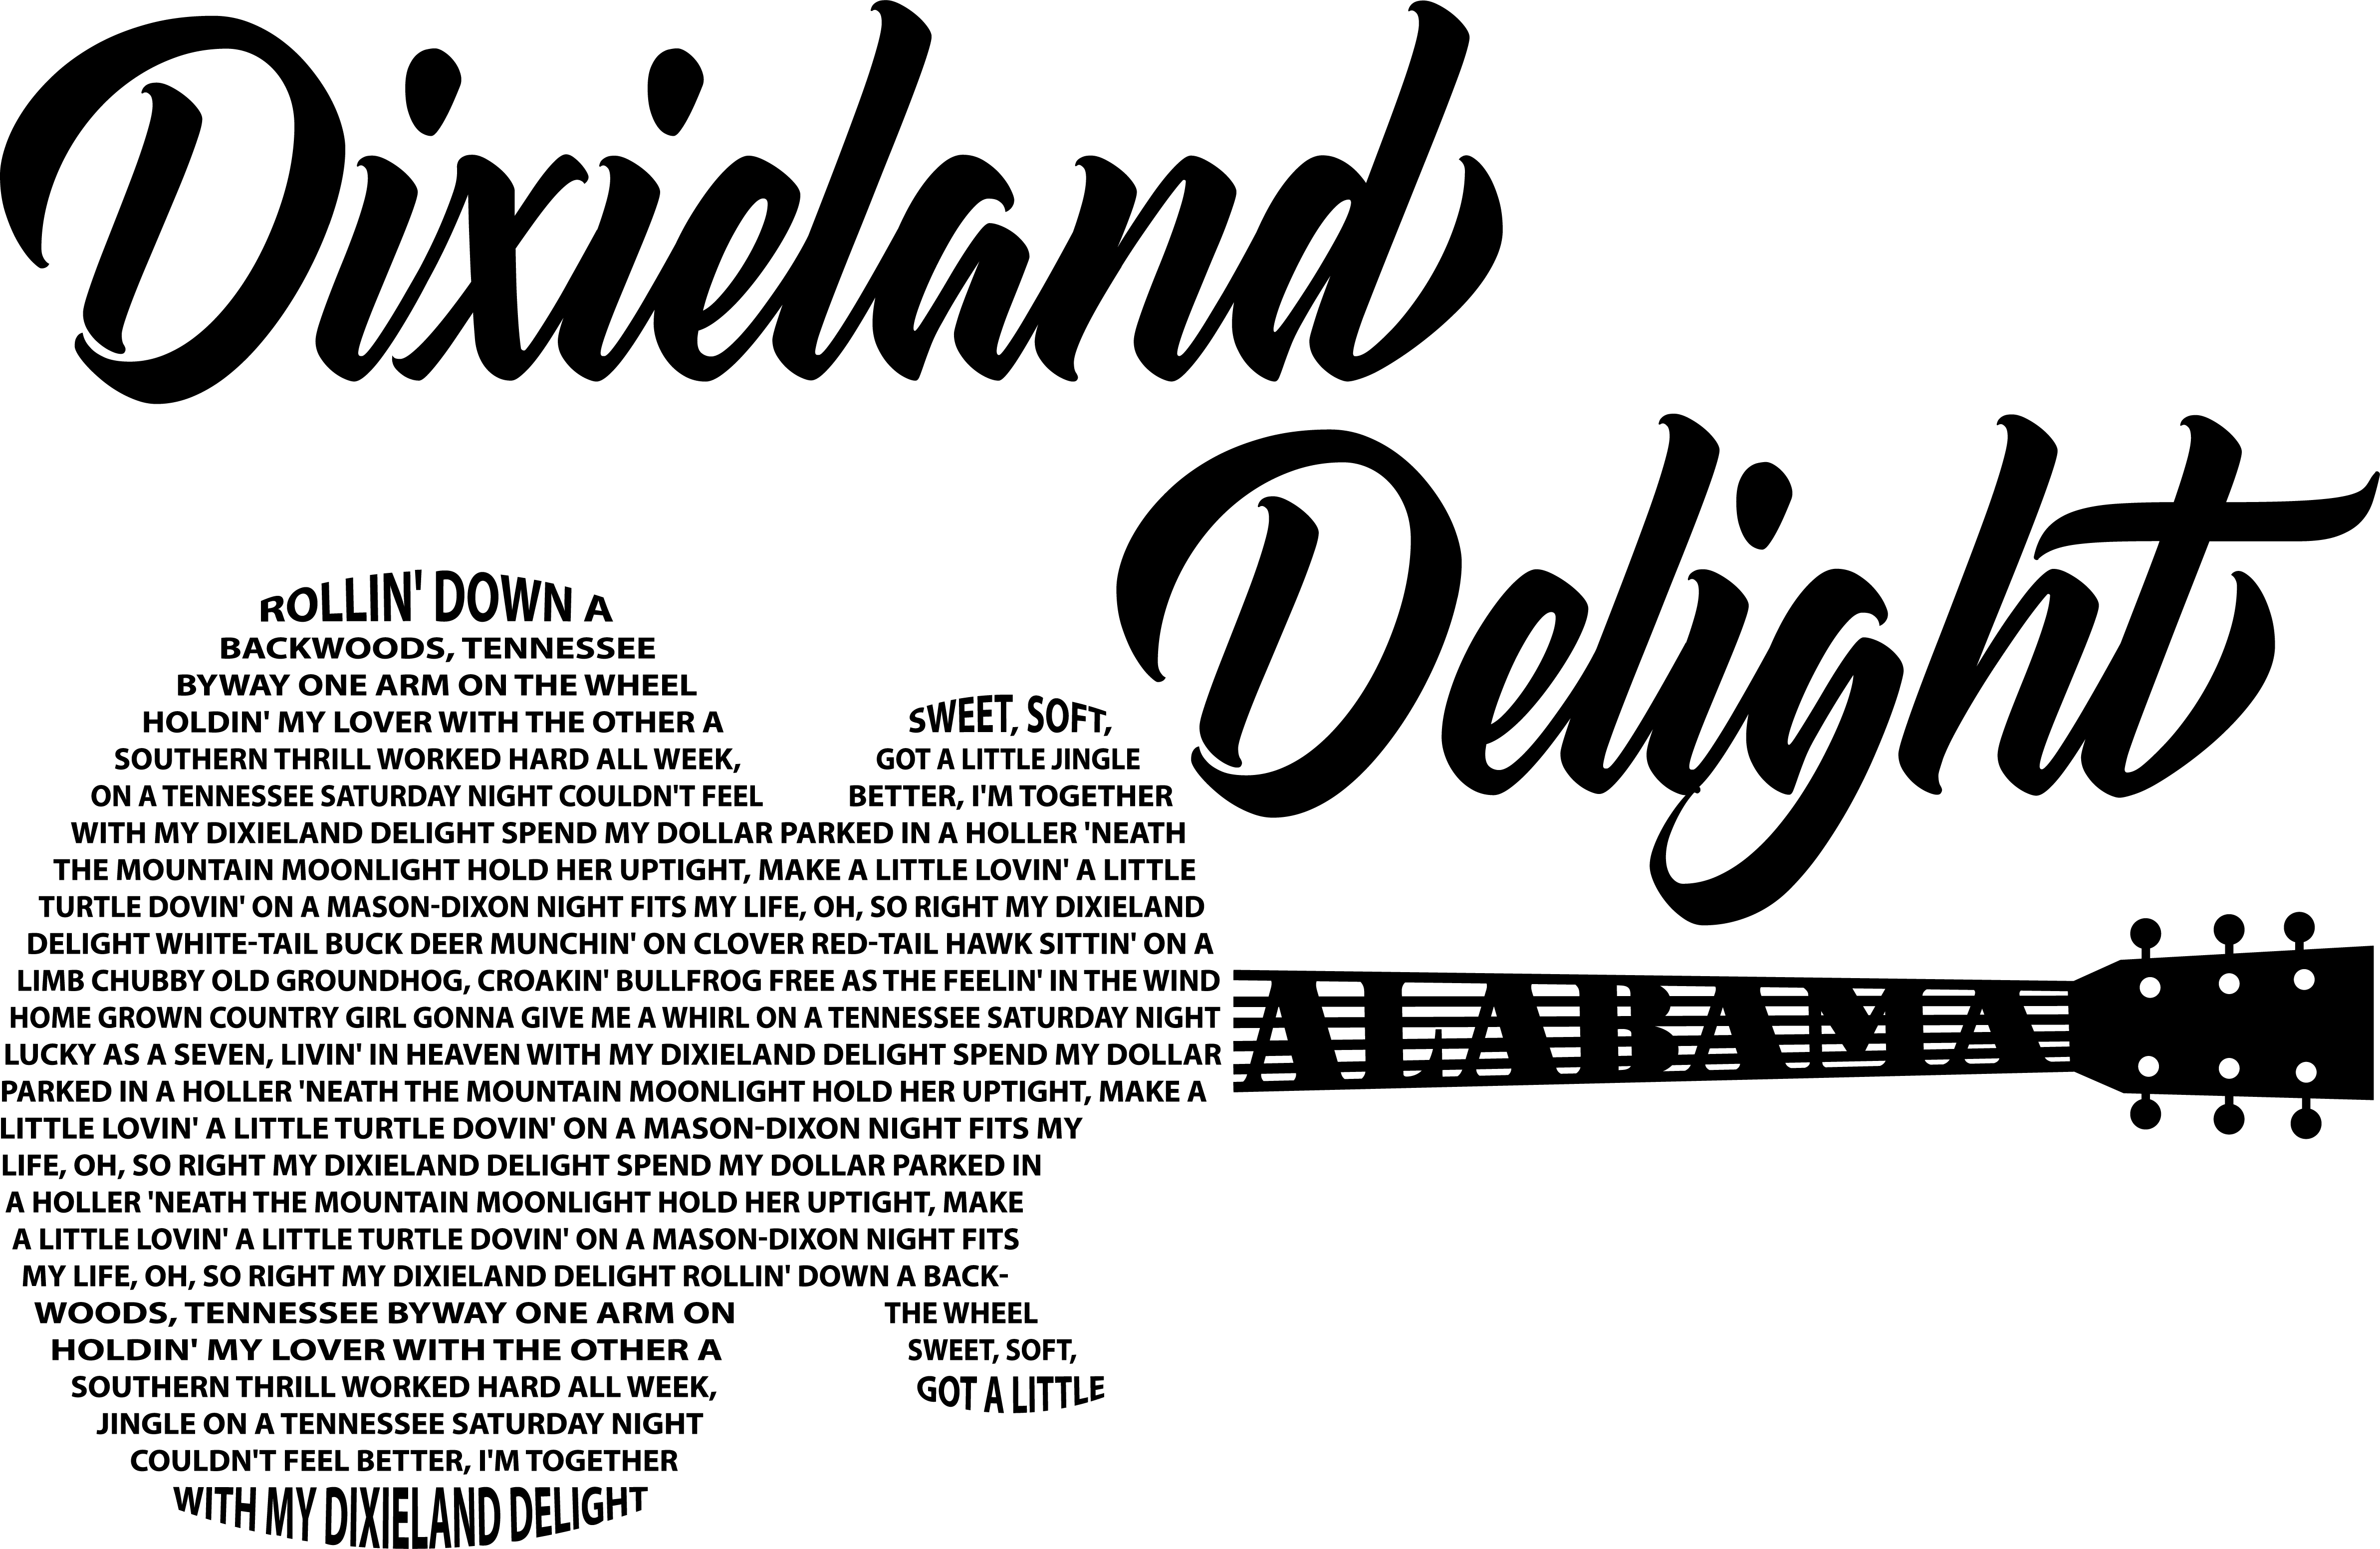 Dixieland
Delight
ROLLIN' DOWN A
BACKWOODS, TENNESSEE
BYWAY ONE ARM ON THE WHEEL
HOLDIN' MY LOVER WITH THE OTHER A
SWEET, SOFT,
SOUTHERN THRILL WORKED HARD ALL WEEK,
GOT A LITTLE JINGLE
ON A TENNESSEE SATURDAY NIGHT COULDN'T FEEL
BETTER, I'M TOGETHER
WITH MY DIXIELAND DELIGHT SPEND MY DOLLAR PARKED IN A HOLLER 'NEATH
THE MOUNTAIN MOONLIGHT HOLD HER UPTIGHT, MAKE A LITTLE LOVIN' A LITTLE
TURTLE DOVIN' ON A MASON-DIXON NIGHT FITS MY LIFE, OH, SO RIGHT MY DIXIELAND
DELIGHT WHITE-TAIL BUCK DEER MUNCHIN' ON CLOVER RED-TAIL HAWK SITTIN' ON A
LIMB CHUBBY OLD GROUNDHOG, CROAKIN' BULLFROG FREE AS THE FEELIN' IN THE WIND
HOME GROWN COUNTRY GIRL GONNA GIVE ME A WHIRL ON A TENNESSEE SATURDAY NIGHT
LUCKY AS A SEVEN, LIVIN' IN HEAVEN WITH MY DIXIELAND DELIGHT SPEND MY DOLLAR
PARKED IN A HOLLER 'NEATH THE MOUNTAIN MOONLIGHT HOLD HER UPTIGHT, MAKE A
LITTLE LOVIN' A LITTLE TURTLE DOVIN' ON A MASON-DIXON NIGHT FITS MY
LIFE, OH, SO RIGHT MY DIXIELAND DELIGHT SPEND MY DOLLAR PARKED IN
A HOLLER 'NEATH THE MOUNTAIN MOONLIGHT HOLD HER UPTIGHT, MAKE
A LITTLE LOVIN' A LITTLE TURTLE DOVIN' ON A MASON-DIXON NIGHT FITS
MY LIFE, OH, SO RIGHT MY DIXIELAND DELIGHT ROLLIN' DOWN A BACK-
WOODS, TENNESSEE BYWAY ONE ARM ON
THE WHEEL
HOLDIN' MY LOVER WITH THE OTHER A
SWEET, SOFT,
SOUTHERN THRILL WORKED HARD ALL WEEK,
GOT A LITTLE
JINGLE ON A TENNESSEE SATURDAY NIGHT
COULDN'T FEEL BETTER, I'M TOGETHER
WITH MY DIXIELAND DELIGHT
ALABAMA